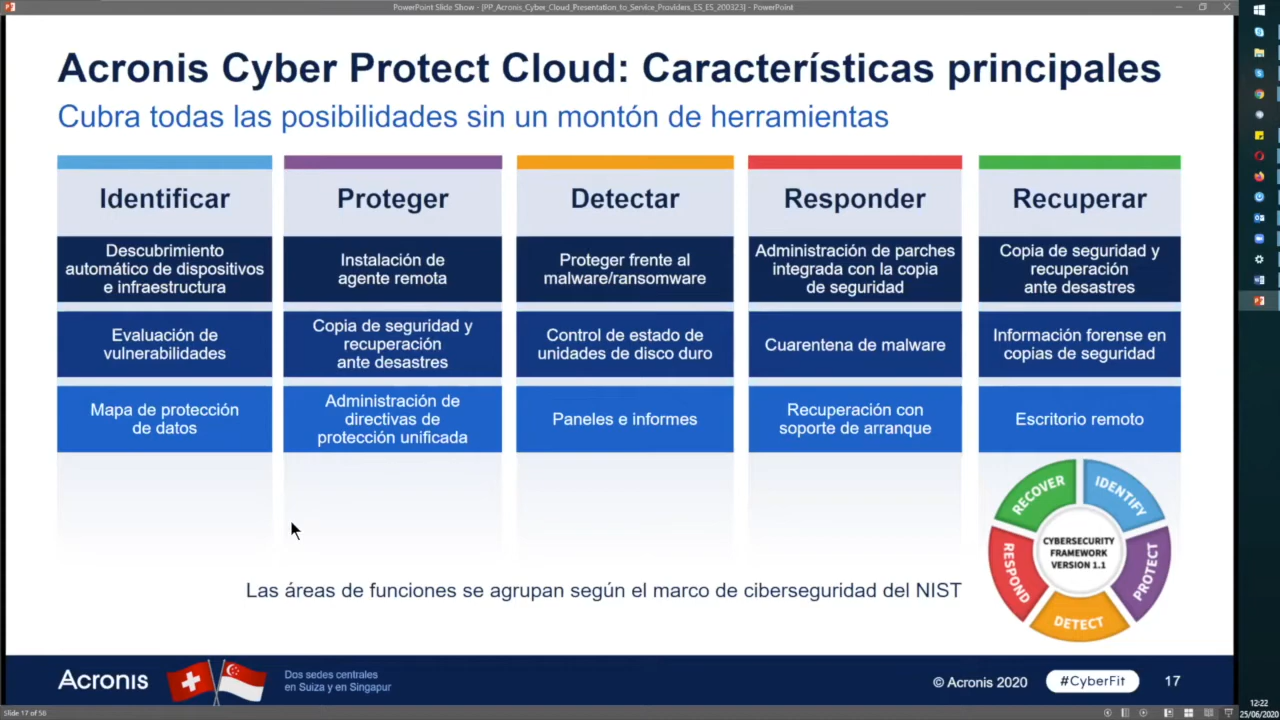 PowerPoint Slide Show - [PP_Acronis_Cyber_Cloud_Presentation_to_Service_Providers_ES_ES_200323] - PowerPoint
Acronis Cyber Protect Cloud: Características principales
Cubra todas las posibilidades sin un montón de herramientas
Identificar
Descubrimiento
automático de dispositivos
e infraestructura
Evaluación de
vulnerabilidades
Mapa de protección
de datos
Proteger
Instalación de
agente remota
Copia de seguridad y
recuperación
ante desastres
Administración de
directivas de
protección unificada
Detectar
Proteger frente al
malware/ransomware
Control de estado de
unidades de disco duro
Paneles e informes
Responder
Administración de parches
integrada con la copia
de seguridad
Cuarentena de malware
Recuperación con
soporte de arranque
Recuperar
Copia de seguridad y
recuperación
ante desastres
Información forense en
copias de seguridad
Escritorio remoto
RECOVER
IDENTIFY
PROTECT
DETECT
RESPOND
CYBERSECURITY
FRAMEWORK
VERSION 1.1
Las áreas de funciones se agrupan según el marco de ciberseguridad del NIST
Acronis
Dos sedes centrales
en Suiza y en Singapur
© Acronis 2020
#CyberFit
17
Slide 17 of 56
12:22
25/06/2020